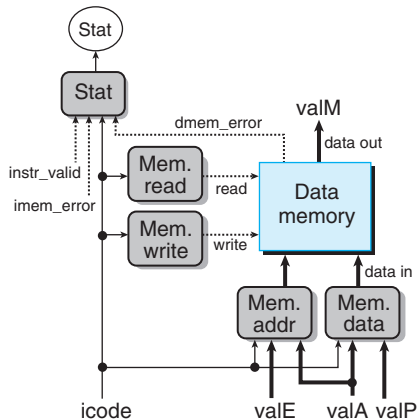 Stat
Stat
valM
dmem_error
data out
instr_valid
Mem.
read
read
imem_error
Data
memory
Mem.
write
write
data in
Mem.
addr
Mem.
data
icode
valE
valA
valP